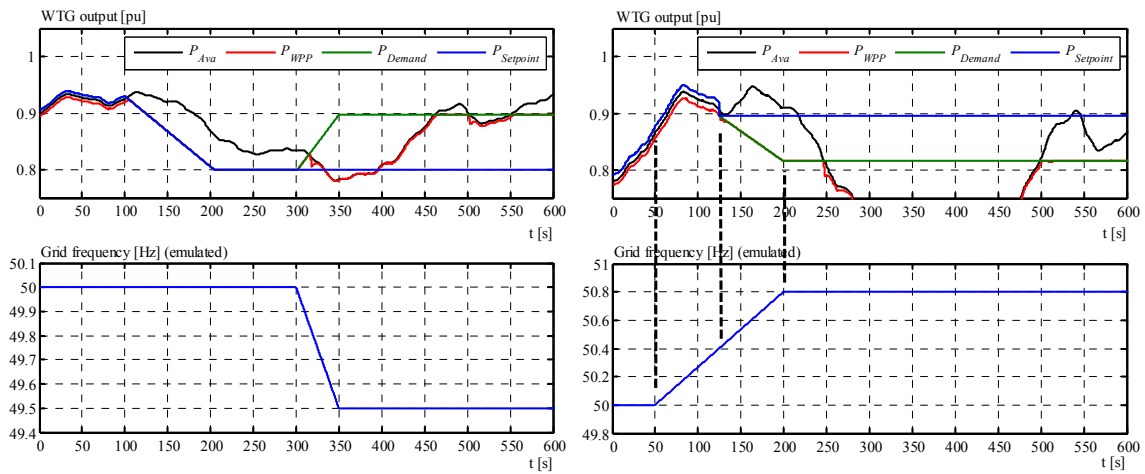 WTG output [pu]
1
0.9
0.8
P_Ava P_WPP P_Demand P_Setpoint
0 50 100 150 200 250 300 350 400 450 500 550 600
t [s]
Grid frequency [Hz] (emulated)
50.1
50
49.9
49.8
49.7
49.6
49.5
49.4
0 50 100 150 200 250 300 350 400 450 500 550 600
t [s]
WTG output [pu]
1
0.9
0.8
P_Ava P_WPP P_Demand P_Setpoint
0 50 100 150 200 250 300 350 400 450 500 550 600
t [s]
Grid frequency [Hz] (emulated)
51
50.8
50.6
50.4
50.2
50
49.8
0 50 100 150 200 250 300 350 400 450 500 550 600
t [s]